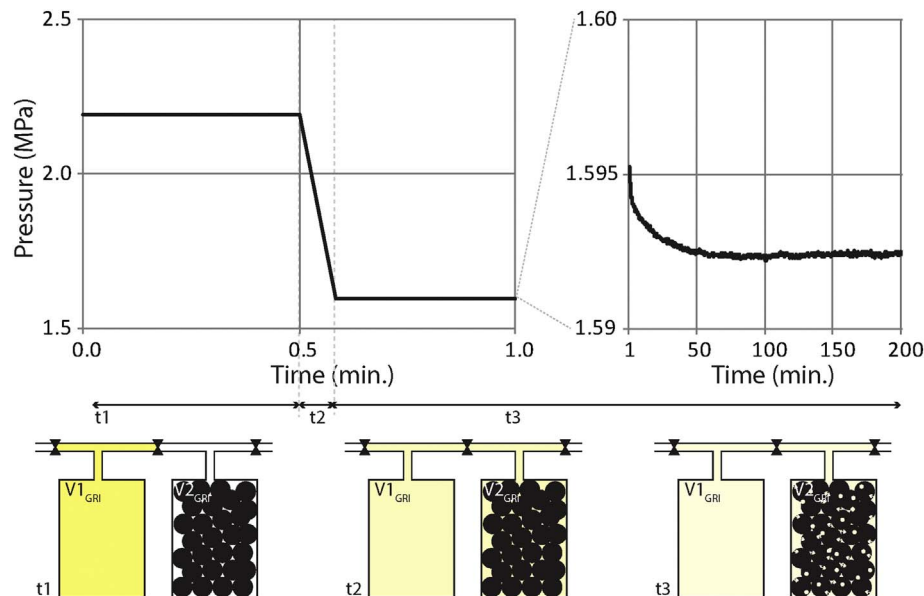 2.5
2.0
1.5
Pressure (MPa)
0.0
0.5
1.0
Time (min.)
1.60
1.595
1.59
1
50
100
150
200
Time (min.)
t1
t2
t3
V1GRI
V2GRI
t1
V1GRI
V2GRI
t2
V1GRI
V2GRI
t3